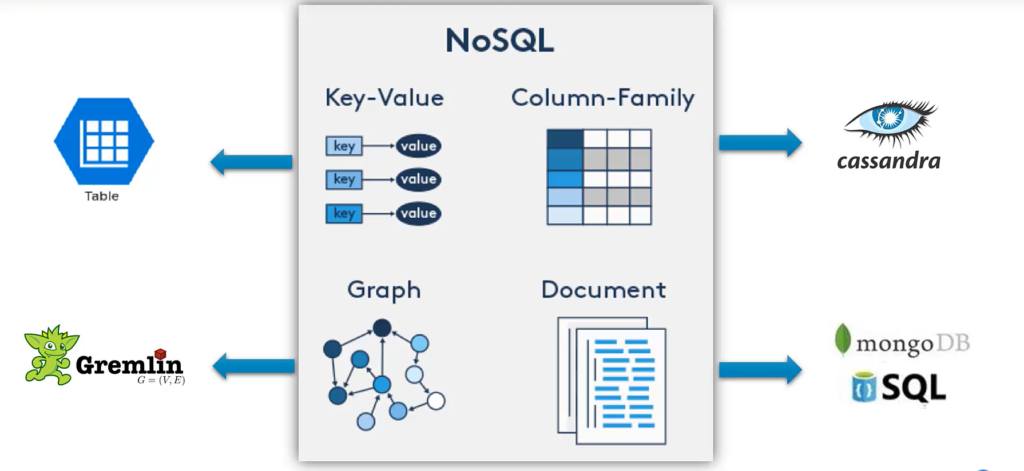 NoSQL
Key-Value
key
value
key
value
key
value
Column-Family
Graph
Document
Table
cassandra
Gremlin
G = (V, E)
mongoDB
{} SQL